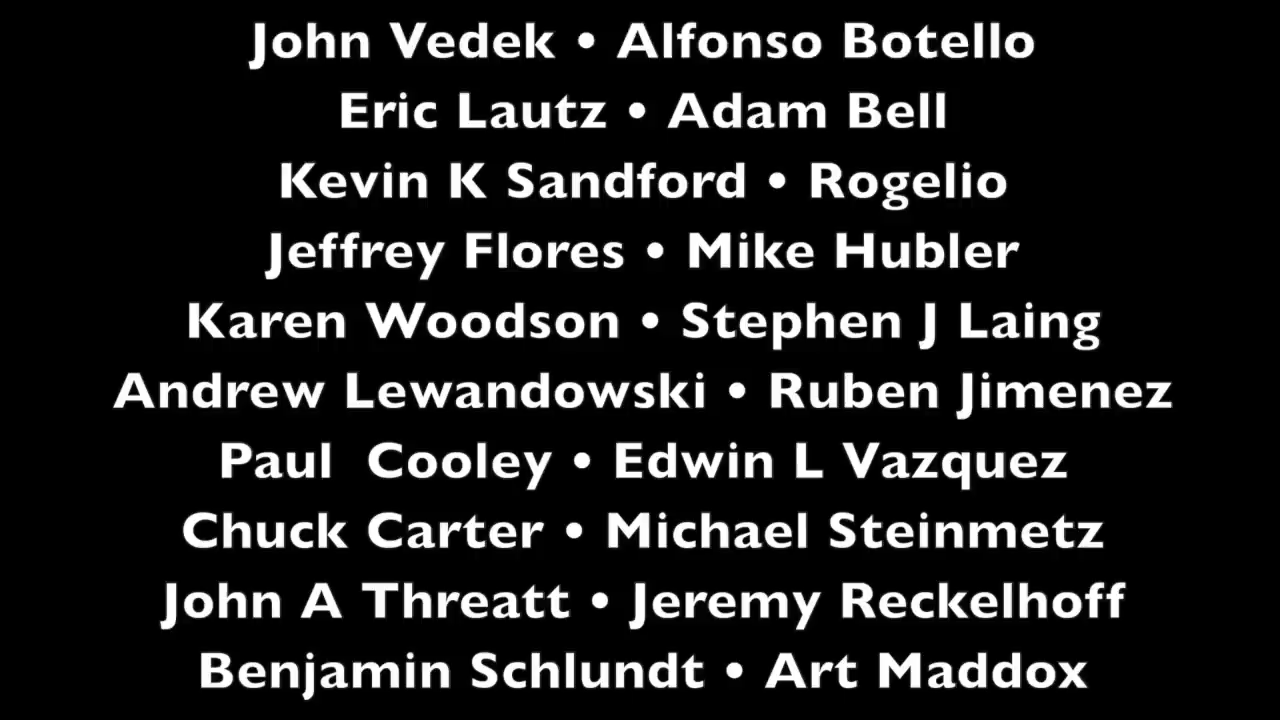 John Vedek • Alfonso Botello
Eric Lautz • Adam Bell
Kevin K Sandford • Rogelio
Jeffrey Flores • Mike Hubler
Karen Woodson • Stephen J Laing
Andrew Lewandowski • Ruben Jimenez
Paul  Cooley • Edwin L Vazquez
Chuck Carter • Michael Steinmetz
John A Threatt • Jeremy Reckelhoff
Benjamin Schlundt • Art Maddox